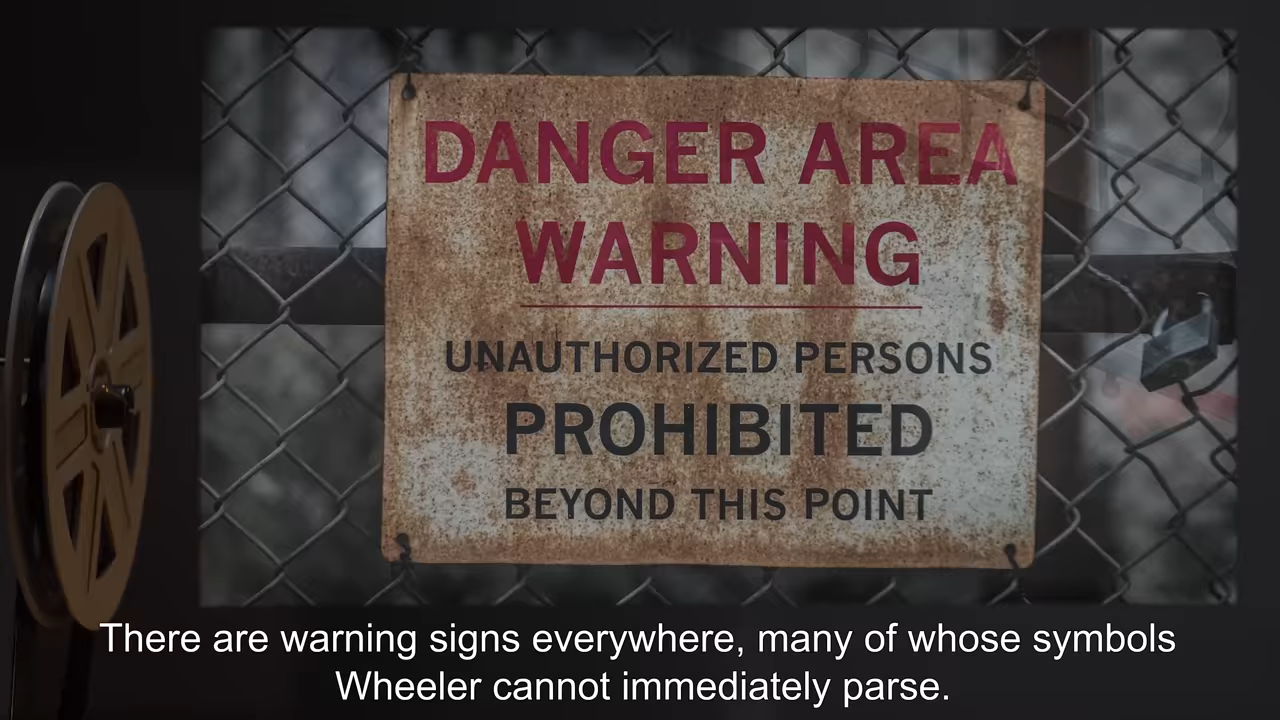 DANGER AREA
WARNING
UNAUTHORIZED PERSONS
PROHIBITED
BEYOND THIS POINT
There are warning signs everywhere, many of whose symbols
Wheeler cannot immediately parse.